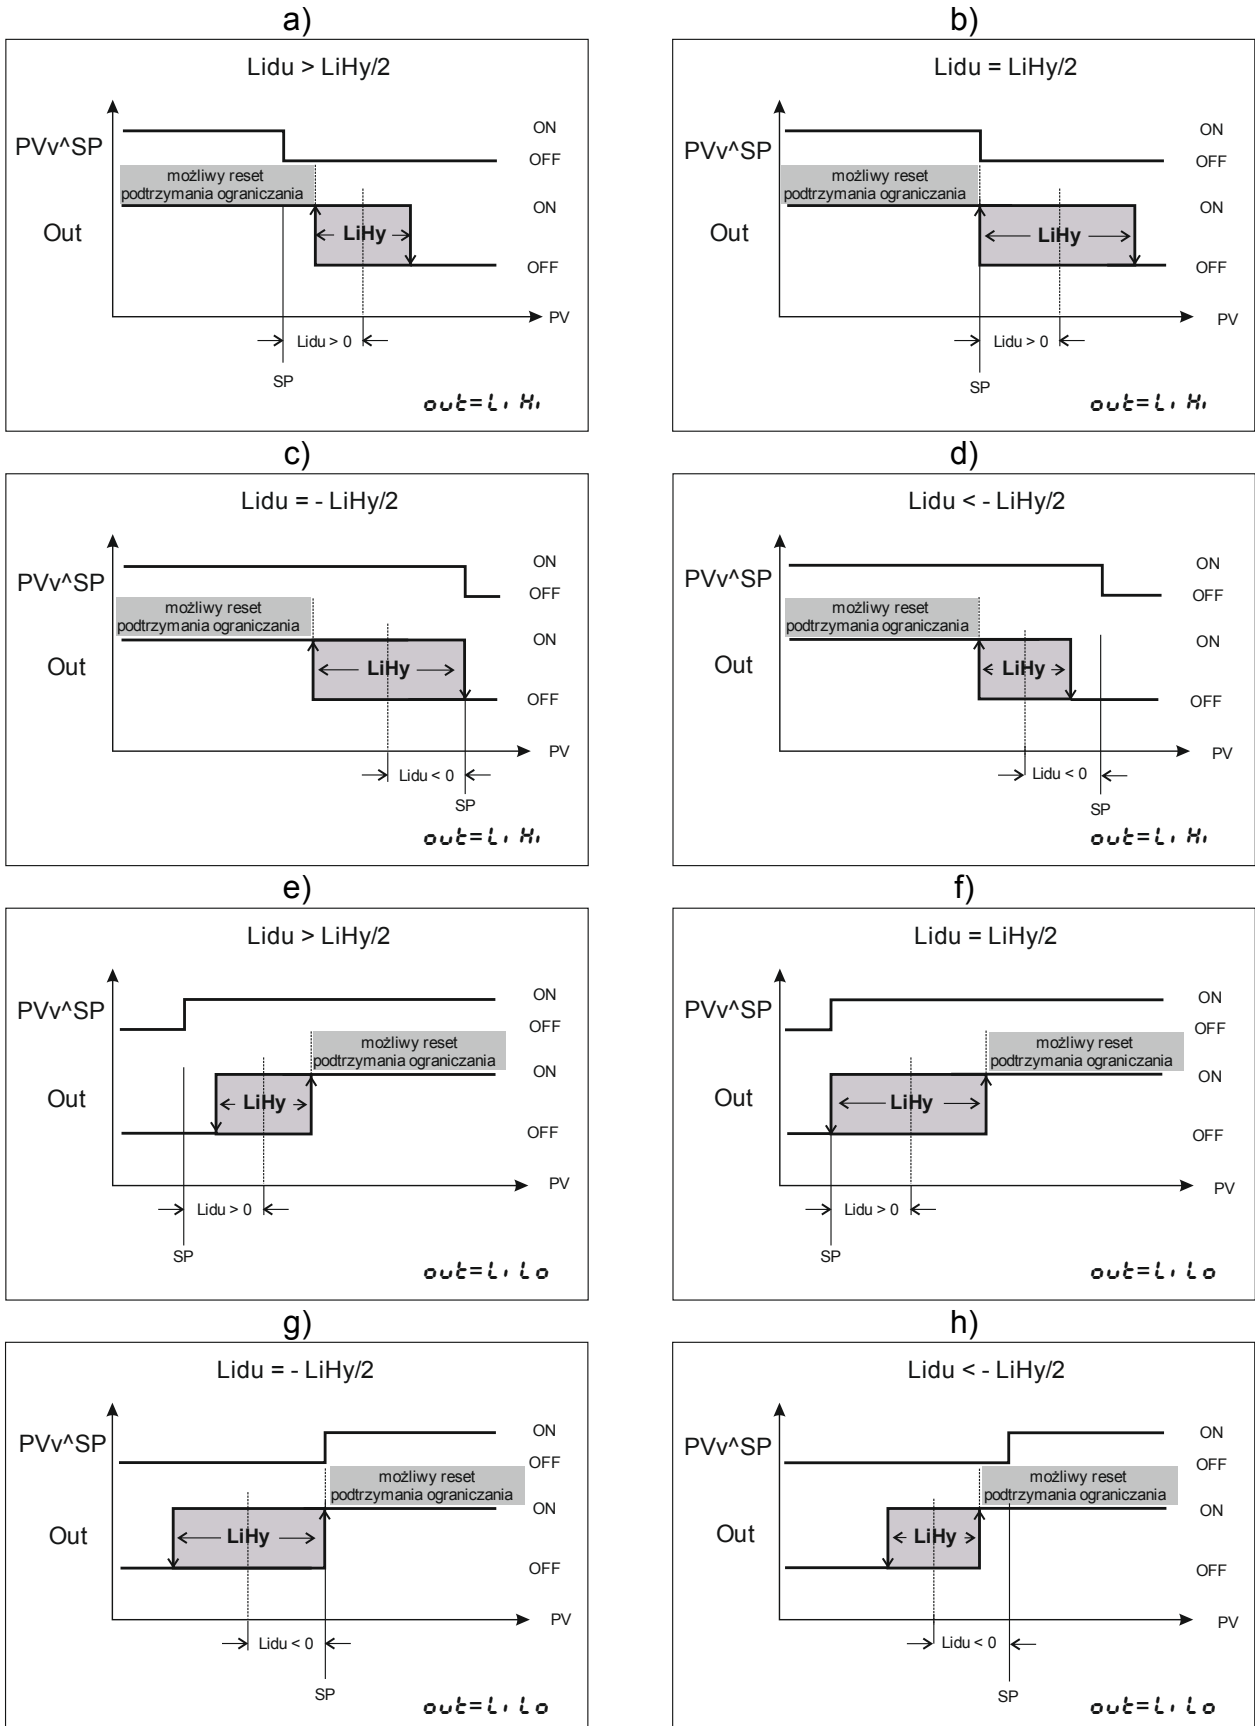 a)
Lidu > LiHy/2
PVv^SP
ON
OFF
możliwy reset
podtrzymania ograniczania
Out
ON
LiHy
OFF
PV
Lidu > 0
SP
out=Li Hi
b)
Lidu = LiHy/2
PVv^SP
ON
OFF
możliwy reset
podtrzymania ograniczania
Out
ON
LiHy
OFF
PV
Lidu > 0
SP
out=Li Hi
c)
Lidu = - LiHy/2
PVv^SP
ON
OFF
możliwy reset
podtrzymania ograniczania
Out
ON
LiHy
OFF
PV
Lidu < 0
SP
out=Li Hi
d)
Lidu < - LiHy/2
PVv^SP
ON
OFF
możliwy reset
podtrzymania ograniczania
Out
ON
LiHy
OFF
PV
Lidu < 0
SP
out=Li Hi
e)
Lidu > LiHy/2
PVv^SP
ON
OFF
możliwy reset
podtrzymania ograniczania
Out
ON
LiHy
OFF
PV
Lidu > 0
SP
out=Li Lo
f)
Lidu = LiHy/2
PVv^SP
ON
OFF
możliwy reset
podtrzymania ograniczania
Out
ON
LiHy
OFF
PV
Lidu > 0
SP
out=Li Lo
g)
Lidu = - LiHy/2
PVv^SP
ON
OFF
możliwy reset
podtrzymania ograniczania
Out
ON
LiHy
OFF
PV
Lidu < 0
SP
out=Li Lo
h)
Lidu < - LiHy/2
PVv^SP
ON
OFF
możliwy reset
podtrzymania ograniczania
Out
ON
LiHy
OFF
PV
Lidu < 0
SP
out=Li Lo